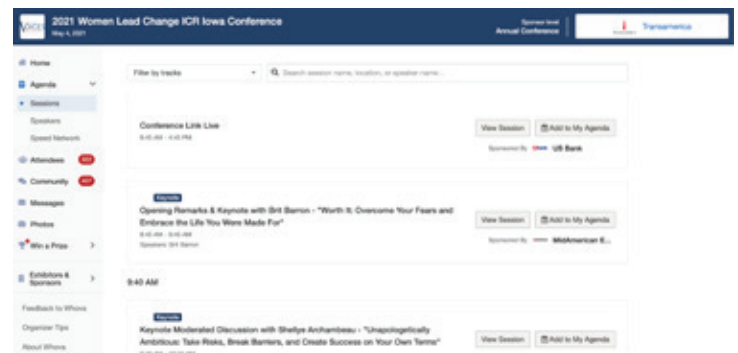 2021 Women Lead Change ICR Iowa Conference
May 4, 2021
Sponsor level
Annual Conference
Transamerica
Home
Agenda
Sessions
Speakers
Speed Network
Attendees
Community
Messages
Photos
Win a Prize
Exhibitors &
Sponsors
Feedback to Whova
Organizer Tips
About Whova
Filter by tracks
Search session name, location, or speaker name...
Conference Link Live
View Session
Add to My Agenda
Sponsored By
US Bank
Keynote
Opening Remarks & Keynote with Brit Barron - "Worth It: Overcome Your Fears and
Embrace the Life You Were Made For"
Speakers: Brit Barron
View Session
Add to My Agenda
Sponsored By
MidAmerican E...
9:40 AM
Keynote
Keynote Moderated Discussion with Shellye Archambeau - "Unapologetically
Ambitious: Take Risks, Break Barriers, and Create Success on Your Own Terms"
View Session
Add to My Agenda